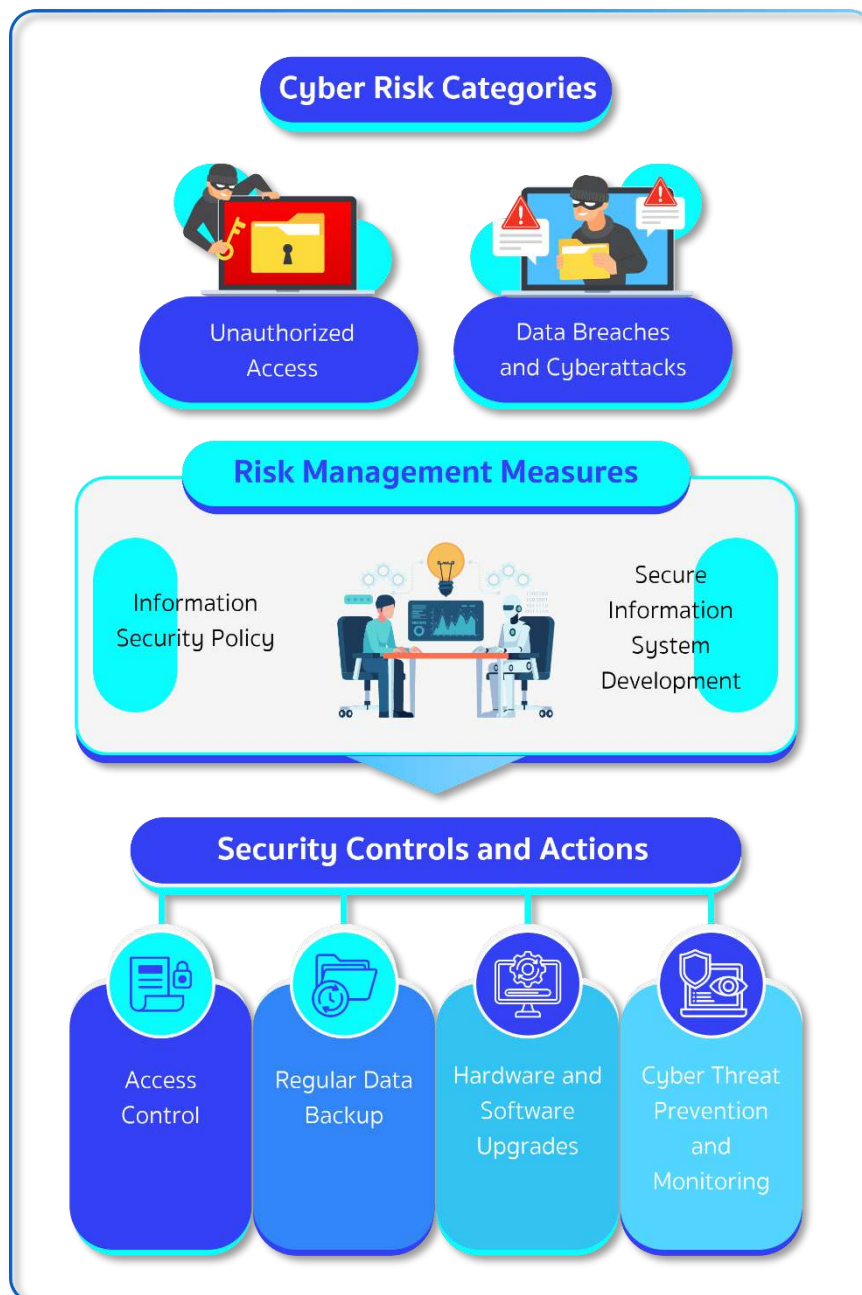 Cyber Risk Categories
Unauthorized
Access
Data Breaches
and Cyberattacks
Risk Management Measures
Information
Security Policy
Secure
Information
System
Development
Security Controls and Actions
Access
Control
Regular Data
Backup
Hardware and
Software
Upgrades
Cyber Threat
Prevention
and
Monitoring